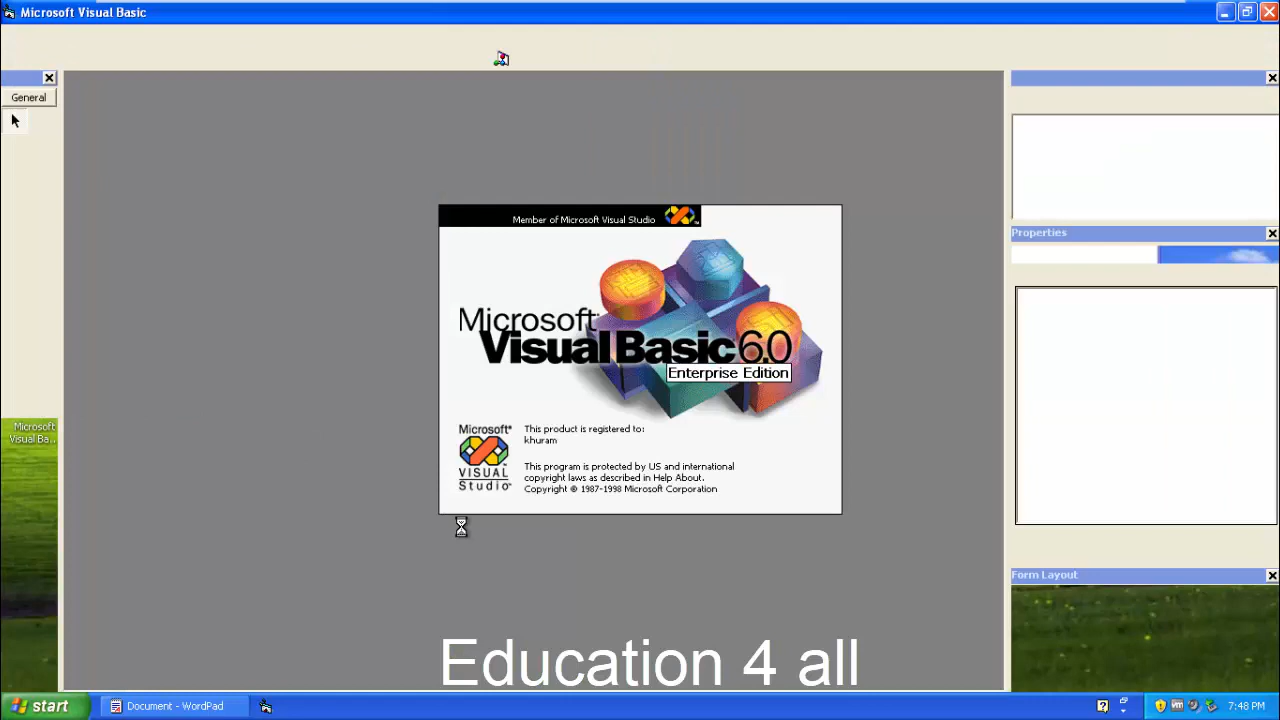 Microsoft Visual Basic
General
Member of Microsoft Visual Studio
Properties
Microsoft
Visual Basic 6.0
Enterprise Edition
Microsoft
Visual Ba...
Microsoft®
VISUAL
Studio™
This product is registered to:
khuram
This program is protected by US and international
copyright laws as described in Help About.
Copyright © 1987-1998 Microsoft Corporation
Form Layout
Education 4 all
start
Document - WordPad
7:48 PM